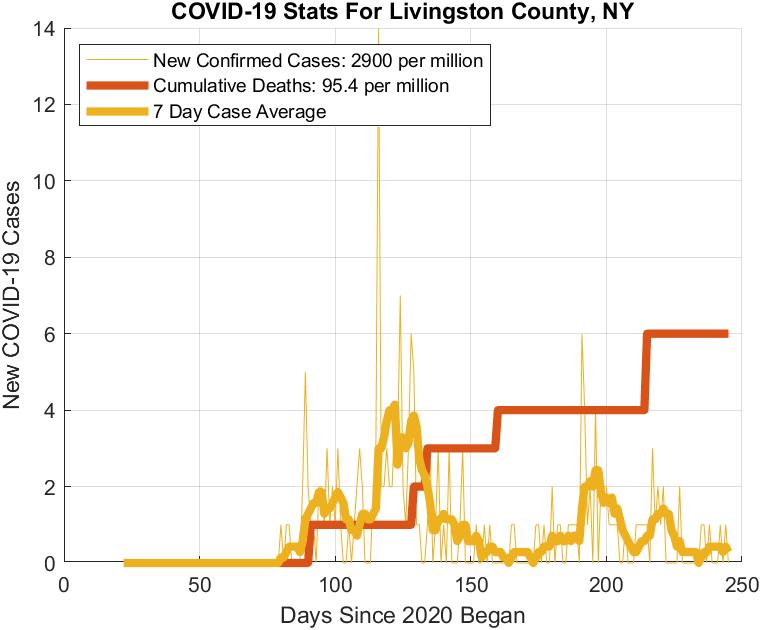 COVID-19 Stats For Livingston County, NY
New Confirmed Cases: 2900 per million
Cumulative Deaths: 95.4 per million
7 Day Case Average
New COVID-19 Cases
14
12
10
8
6
4
2
0
0 50 100 150 200 250
Days Since 2020 Began